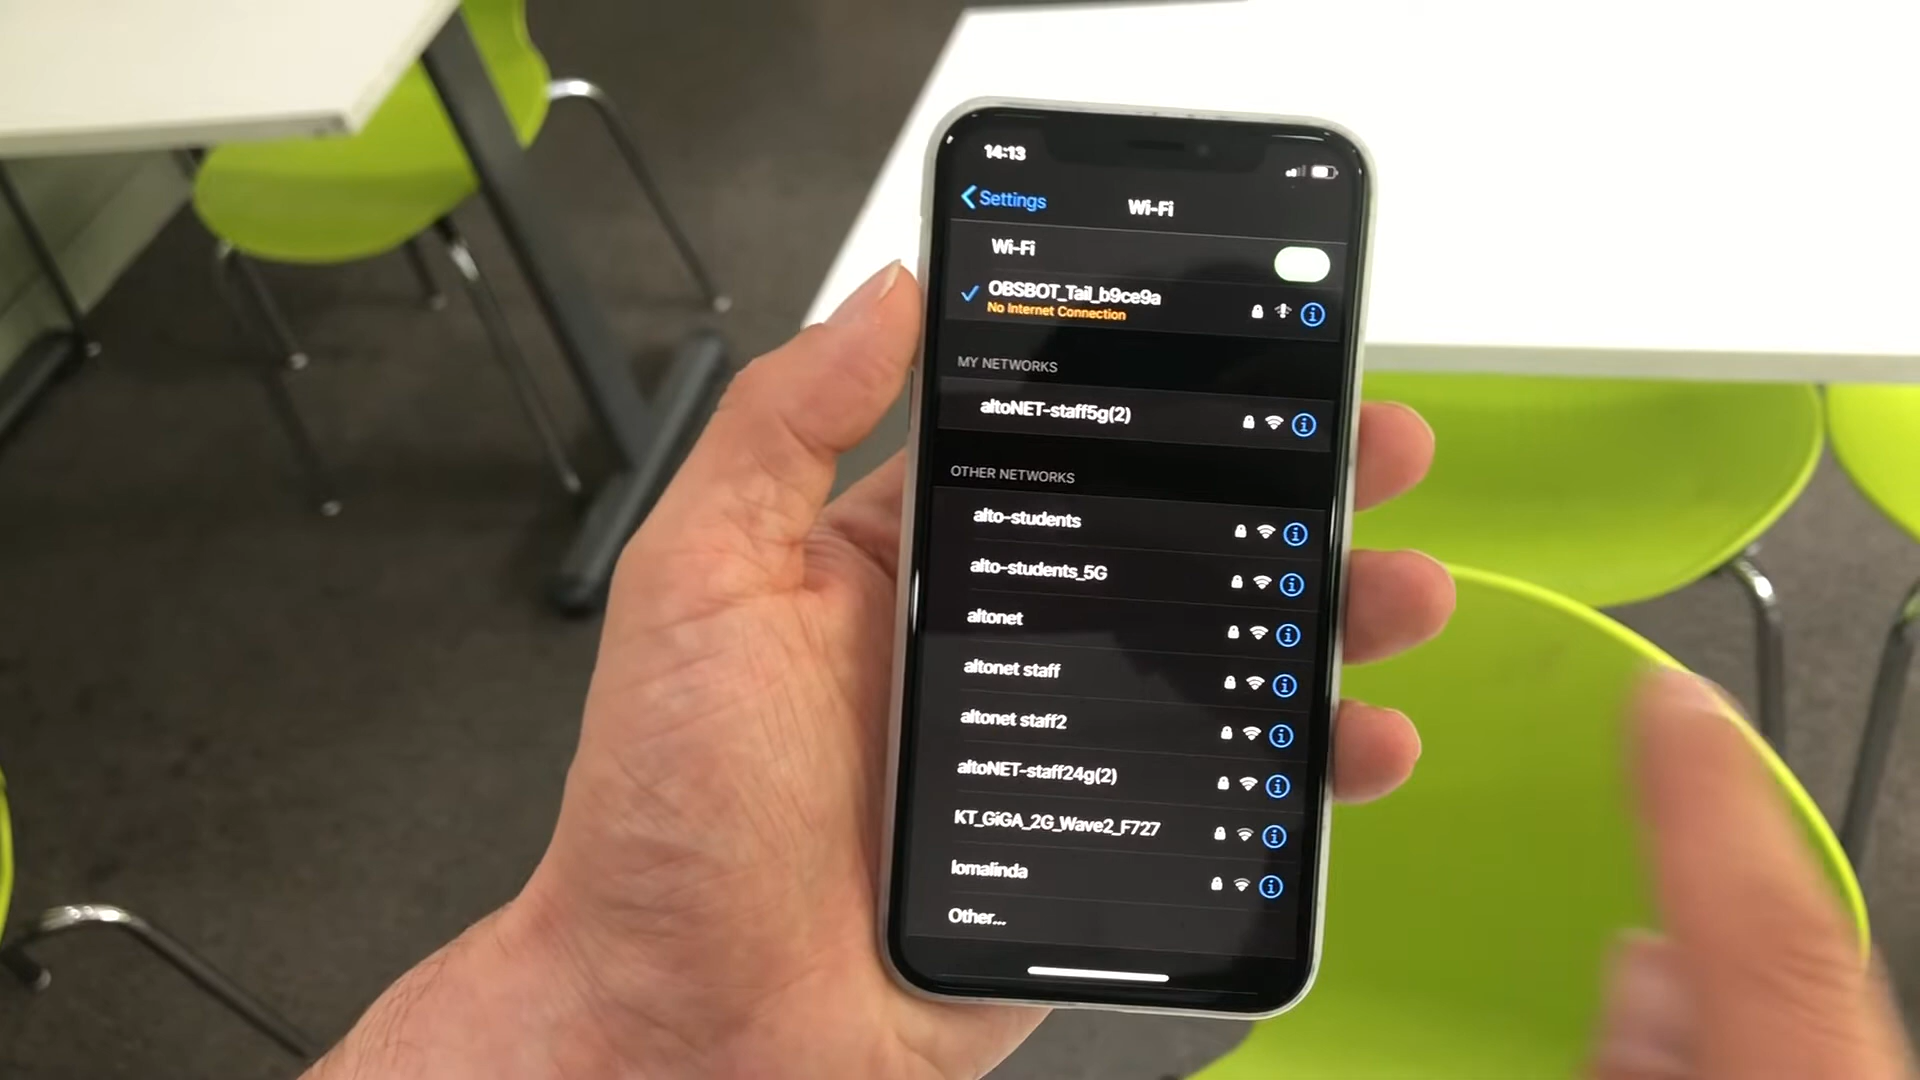 14:13
Settings
Wi-Fi
Wi-Fi
OBSBOT_Tail_b9ce9a
No Internet Connection
MY NETWORKS
altoNET-staff5g(2)
OTHER NETWORKS
alto-students
alto-students_5G
altonet
altonet staff
altonet staff2
altoNET-staff24g(2)
KT_GiGA_2G_Wave2_F727
lomalinda
Other...